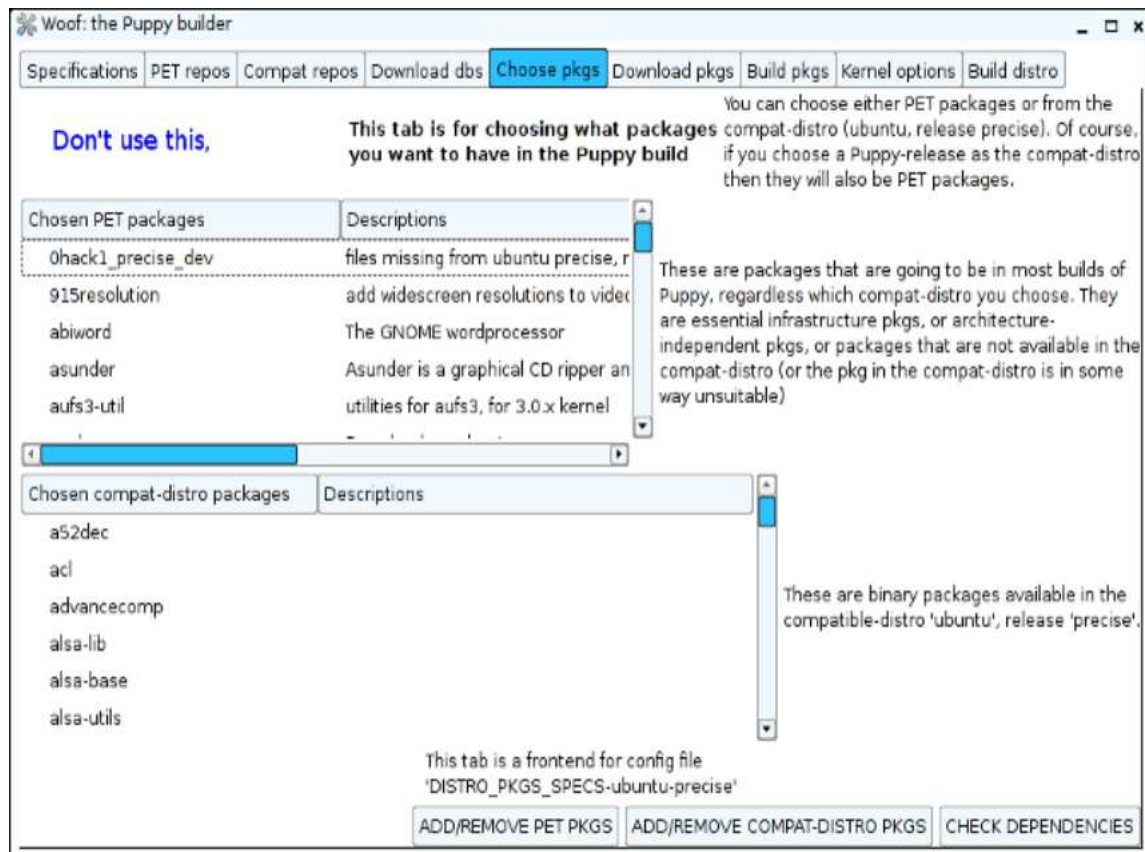 Woof: the Puppy builder
Specifications PET repos Compat repos Download dbs Choose pkgs Download pkgs Build pkgs Kernel options Build distro
Don't use this,
This tab is for choosing what packages
you want to have in the Puppy build
You can choose either PET packages or from the
compat-distro (ubuntu, release precise). Of course,
if you choose a Puppy-release as the compat-distro
then they will also be PET packages.
Chosen PET packages Descriptions
0hack1_precise_dev files missing from ubuntu precise, r
915resolution add widescreen resolutions to video
abiword The GNOME wordprocessor
asunder Asunder is a graphical CD ripper an
aufs3-util utilities for aufs3, for 3.0.x kernel
These are packages that are going to be in most builds of
Puppy, regardless which compat-distro you choose. They
are essential infrastructure pkgs, or architecture-
independent pkgs, or packages that are not available in the
compat-distro (or the pkg in the compat-distro is in some
way unsuitable)
Chosen compat-distro packages Descriptions
a52dec
acl
advancecomp
alsa-lib
alsa-base
alsa-utils
These are binary packages available in the
compatible-distro 'ubuntu', release 'precise'.
This tab is a frontend for config file
'DISTRO_PKGS_SPECS-ubuntu-precise'
ADD/REMOVE PET PKGS ADD/REMOVE COMPAT-DISTRO PKGS CHECK DEPENDENCIES